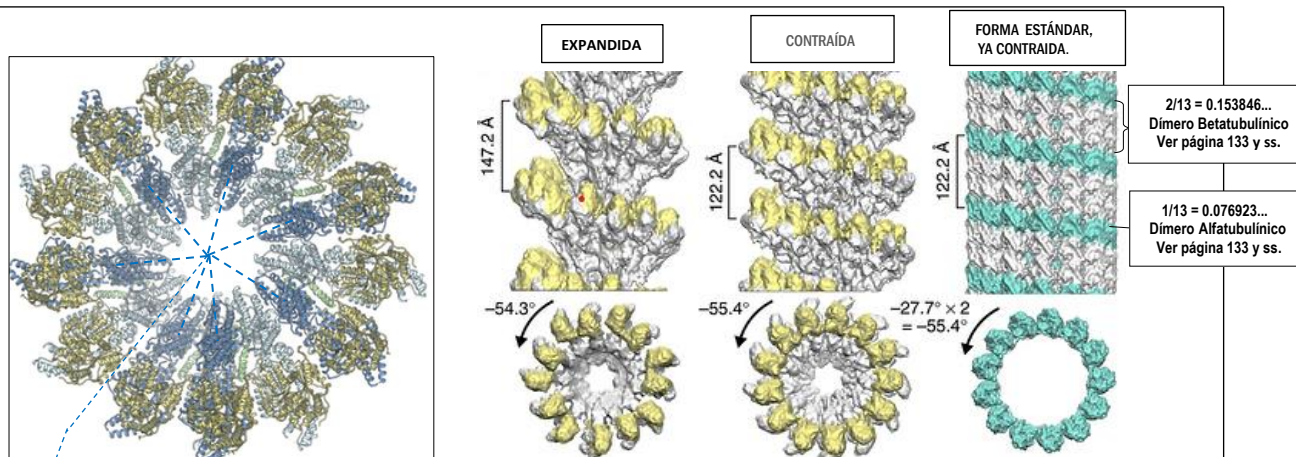 EXPANDIDA
CONTRAÍDA
FORMA ESTÁNDAR,
YA CONTRAIDA.
147.2 Å
122.2 Å
122.2 Å
2/13 = 0.153846...
Dímero Betatubulínico
Ver página 133 y ss.
1/13 = 0.076923...
Dímero Alfatubulínico
Ver página 133 y ss.
−54.3°
−55.4°
−27.7° × 2
= −55.4°